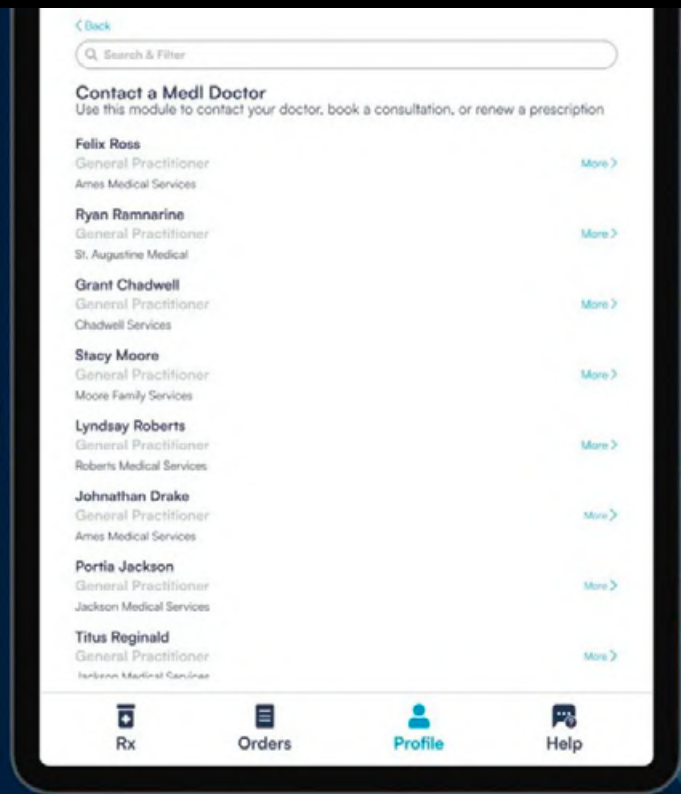 Back
Search & Filter
Contact a Medl Doctor
Use this module to contact your doctor, book a consultation, or renew a prescription
Felix Ross
General Practitioner
More
Ames Medical Services
Ryan Ramnarine
General Practitioner
More
St. Augustine Medical
Grant Chadwell
General Practitioner
More
Chadwell Services
Stacy Moore
General Practitioner
More
Moore Family Services
Lyndsay Roberts
General Practitioner
More
Roberts Medical Services
Johnathan Drake
General Practitioner
More
Ames Medical Services
Portia Jackson
General Practitioner
More
Jackson Medical Services
Titus Reginald
General Practitioner
More
Jackson Medical Services
Rx
Orders
Profile
Help